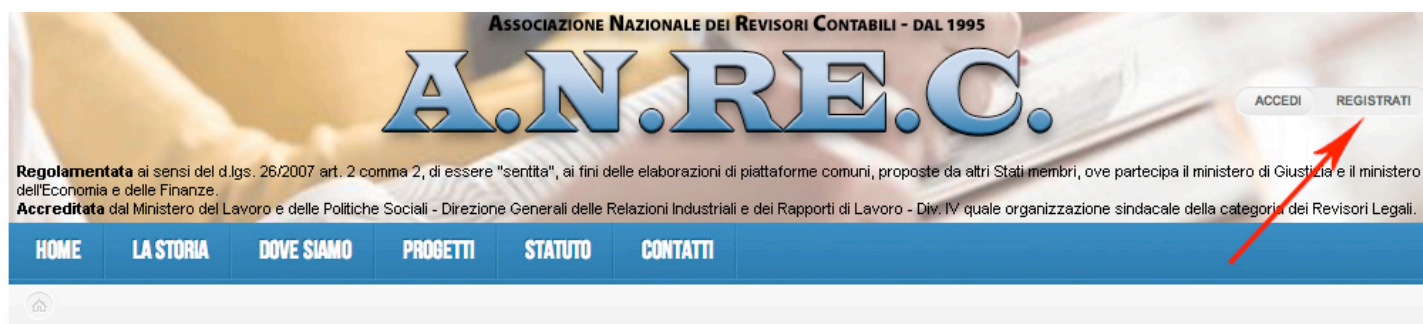 ASSOCIAZIONE NAZIONALE DEI REVISORI CONTABILI - DAL 1995
A.N.RE.C.
ACCEDI REGISTRATI
Regolamentata ai sensi del d.lgs. 26/2007 art. 2 comma 2, di essere "sentita", ai fini delle elaborazioni di piattaforme comuni, proposte da altri Stati membri, ove partecipa il ministero di Giustizia e il ministero
dell'Economia e delle Finanze.
Accreditata dal Ministero del Lavoro e delle Politiche Sociali - Direzione Generali delle Relazioni Industriali e dei Rapporti di Lavoro - Div. IV quale organizzazione sindacale della categoria dei Revisori Legali.
HOME LA STORIA DOVE SIAMO PROGETTI STATUTO CONTATTI